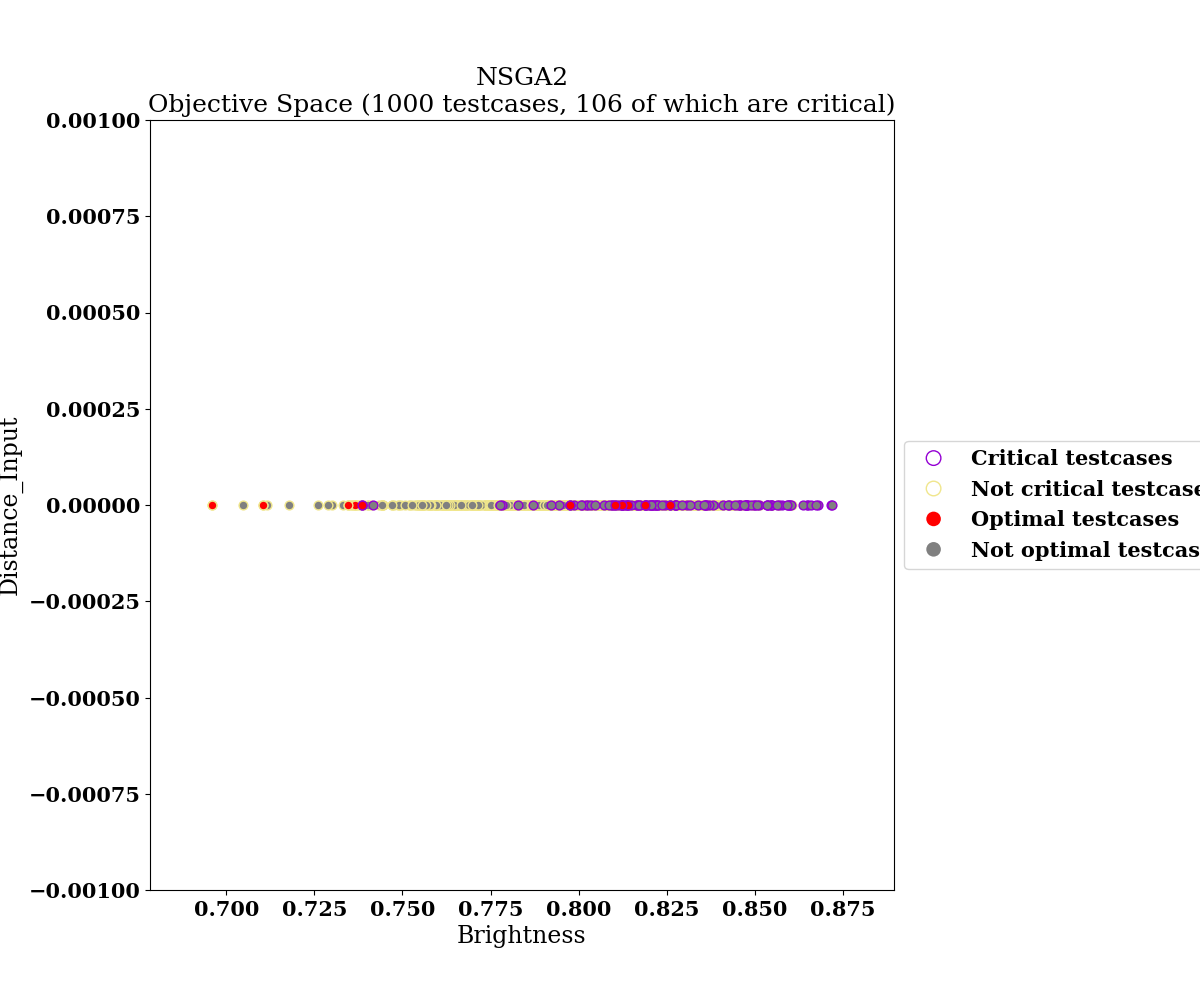 NSGA2
Objective Space (1000 testcases, 106 of which are critical)
0.00100
0.00075
0.00050
0.00025
0.00000
−0.00025
−0.00050
−0.00075
−0.00100
Distance_Input
0.700 0.725 0.750 0.775 0.800 0.825 0.850 0.875
Brightness
Critical testcases
Not critical testcase
Optimal testcases
Not optimal testcas